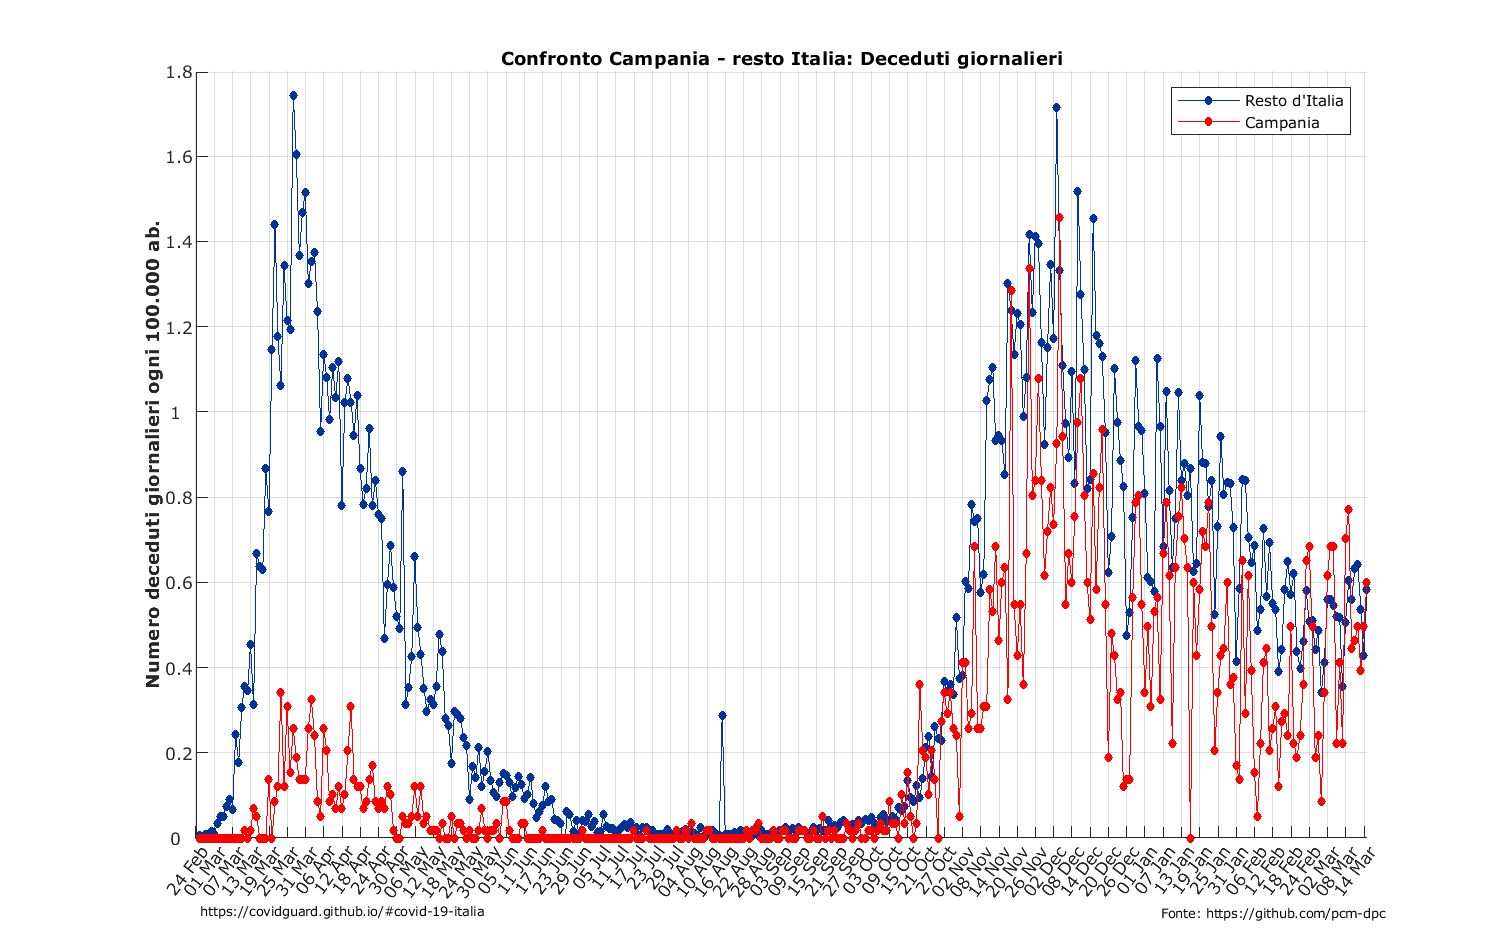 Confronto Campania - resto Italia: Deceduti giornalieri
Numero deceduti giornalieri ogni 100.000 ab.
1.8
1.6
1.4
1.2
1
0.8
0.6
0.4
0.2
0
Resto d'Italia
Campania
24 Feb
01 Mar
07 Mar
13 Mar
19 Mar
25 Mar
31 Mar
06 Apr
12 Apr
18 Apr
24 Apr
30 Apr
06 May
12 May
18 May
24 May
30 May
05 Jun
11 Jun
17 Jun
23 Jun
29 Jun
05 Jul
11 Jul
17 Jul
23 Jul
29 Jul
04 Aug
10 Aug
16 Aug
22 Aug
28 Aug
03 Sep
09 Sep
15 Sep
21 Sep
27 Sep
03 Oct
09 Oct
15 Oct
21 Oct
27 Oct
02 Nov
08 Nov
14 Nov
20 Nov
26 Nov
02 Dec
08 Dec
14 Dec
20 Dec
26 Dec
01 Jan
07 Jan
13 Jan
19 Jan
25 Jan
31 Jan
06 Feb
12 Feb
18 Feb
24 Feb
02 Mar
08 Mar
14 Mar
https://covidguard.github.io/#covid-19-italia
Fonte: https://github.com/pcm-dpc